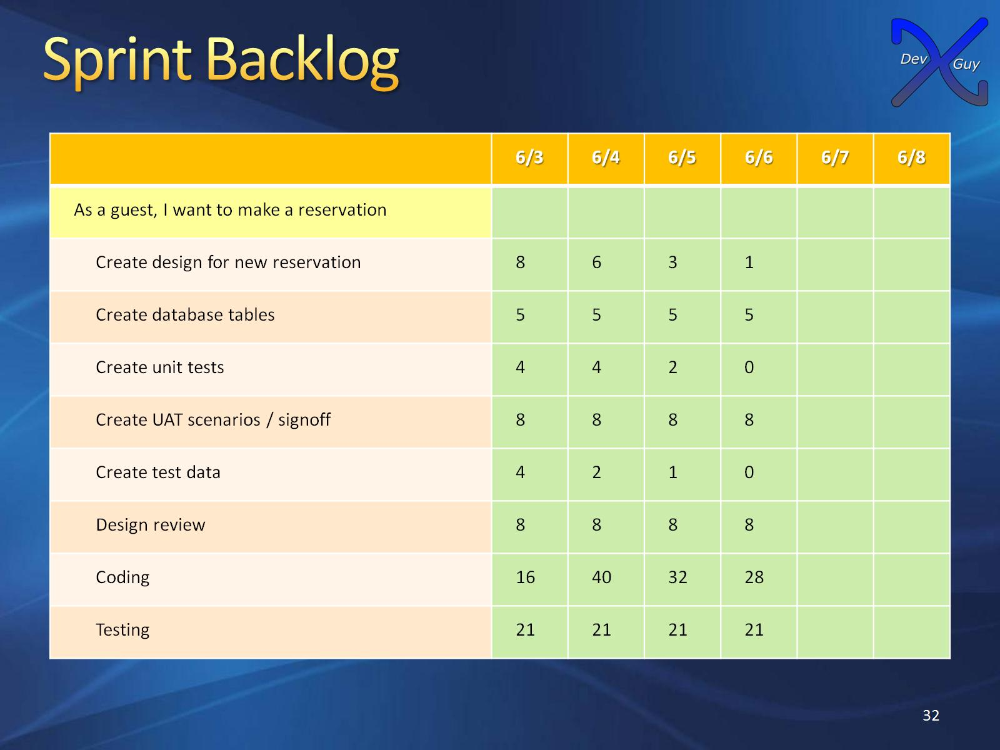 Sprint Backlog
Dev Guy
6/3 6/4 6/5 6/6 6/7 6/8
As a guest, I want to make a reservation
Create design for new reservation 8 6 3 1
Create database tables 5 5 5 5
Create unit tests 4 4 2 0
Create UAT scenarios / signoff 8 8 8 8
Create test data 4 2 1 0
Design review 8 8 8 8
Coding 16 40 32 28
Testing 21 21 21 21
32